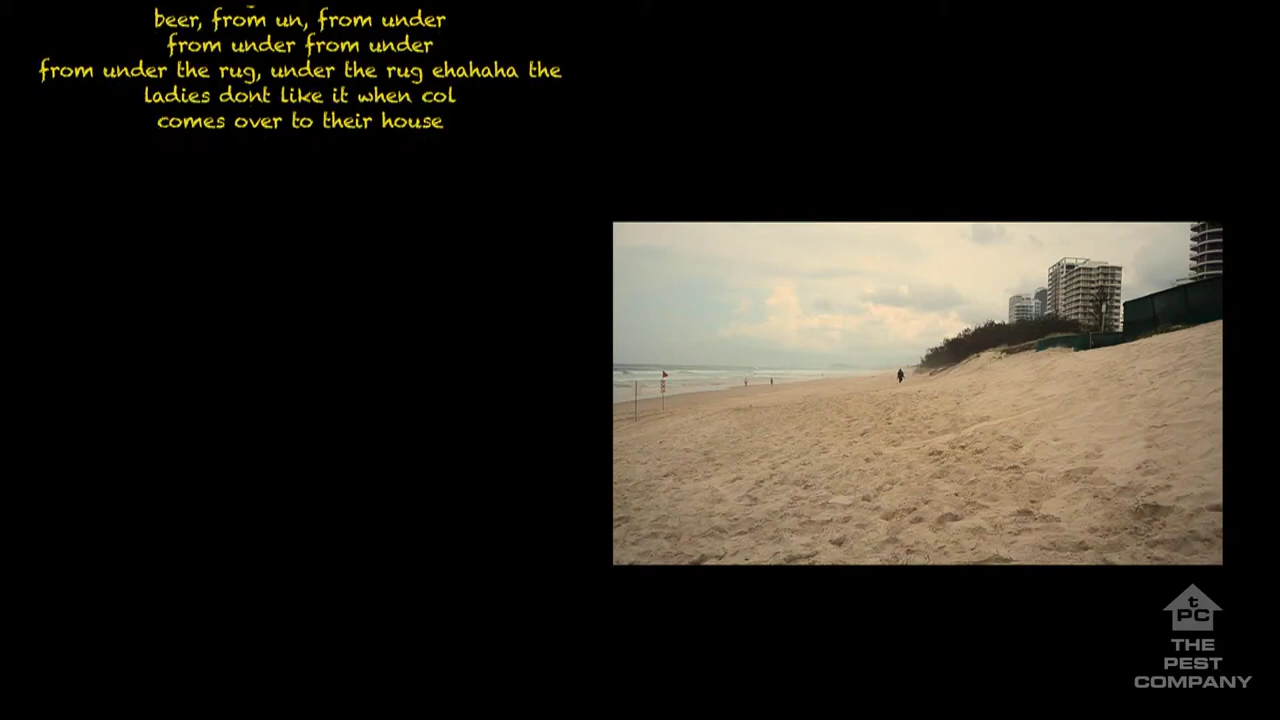 beer, from un, from under
from under from under
from under the rug, under the rug ehahaha the
ladies dont like it when col
comes over to their house
tPC
THE
PEST
COMPANY